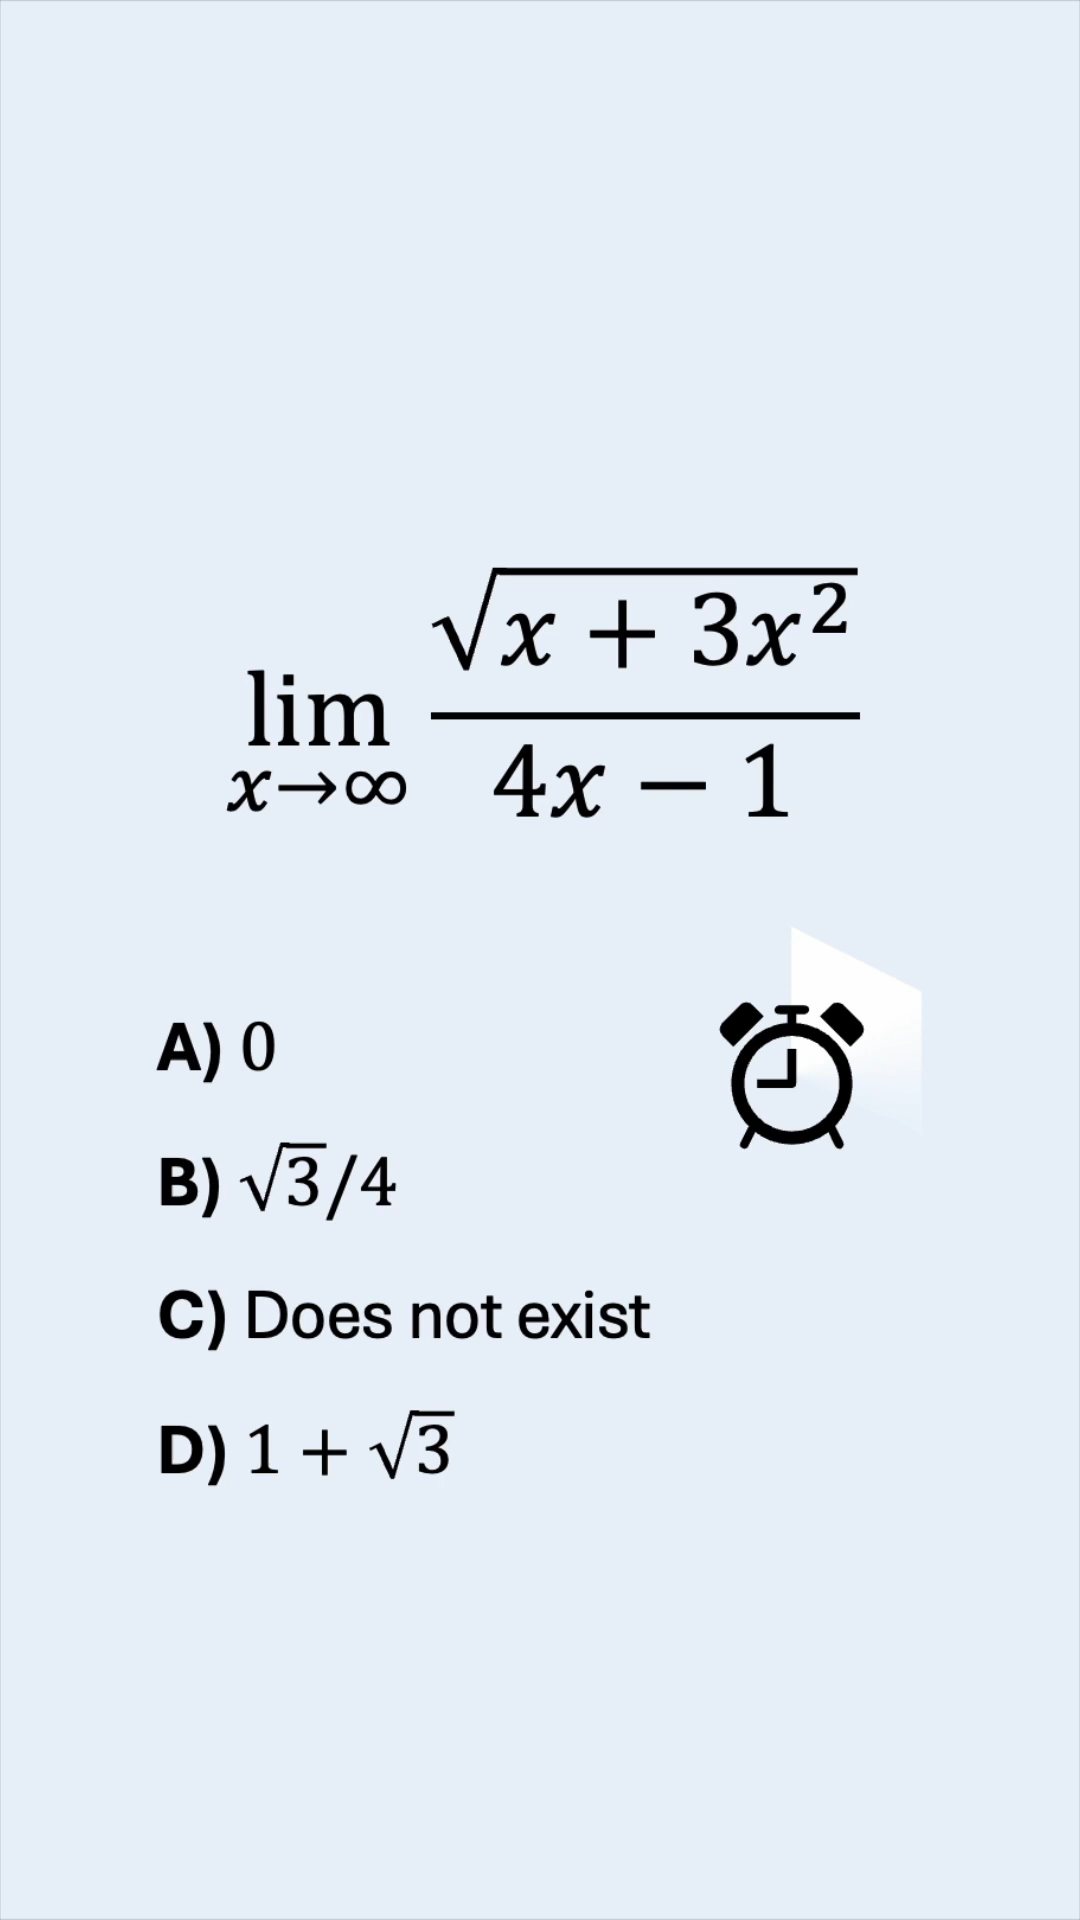 lim x→∞ √(x + 3x²) / (4x − 1)
A) 0
B) √3/4
C) Does not exist
D) 1 + √3